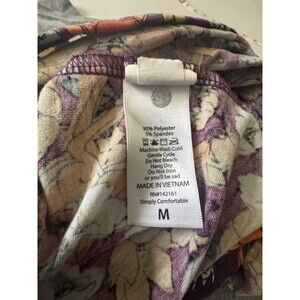 95% Polyester
5% Spandex
Machine Wash Cold
Gentle Cycle
Do Not Bleach
Hang Dry
Do Not Iron
or you'll be sad
MADE IN VIETNAM
RN#142161
Simply Comfortable
M